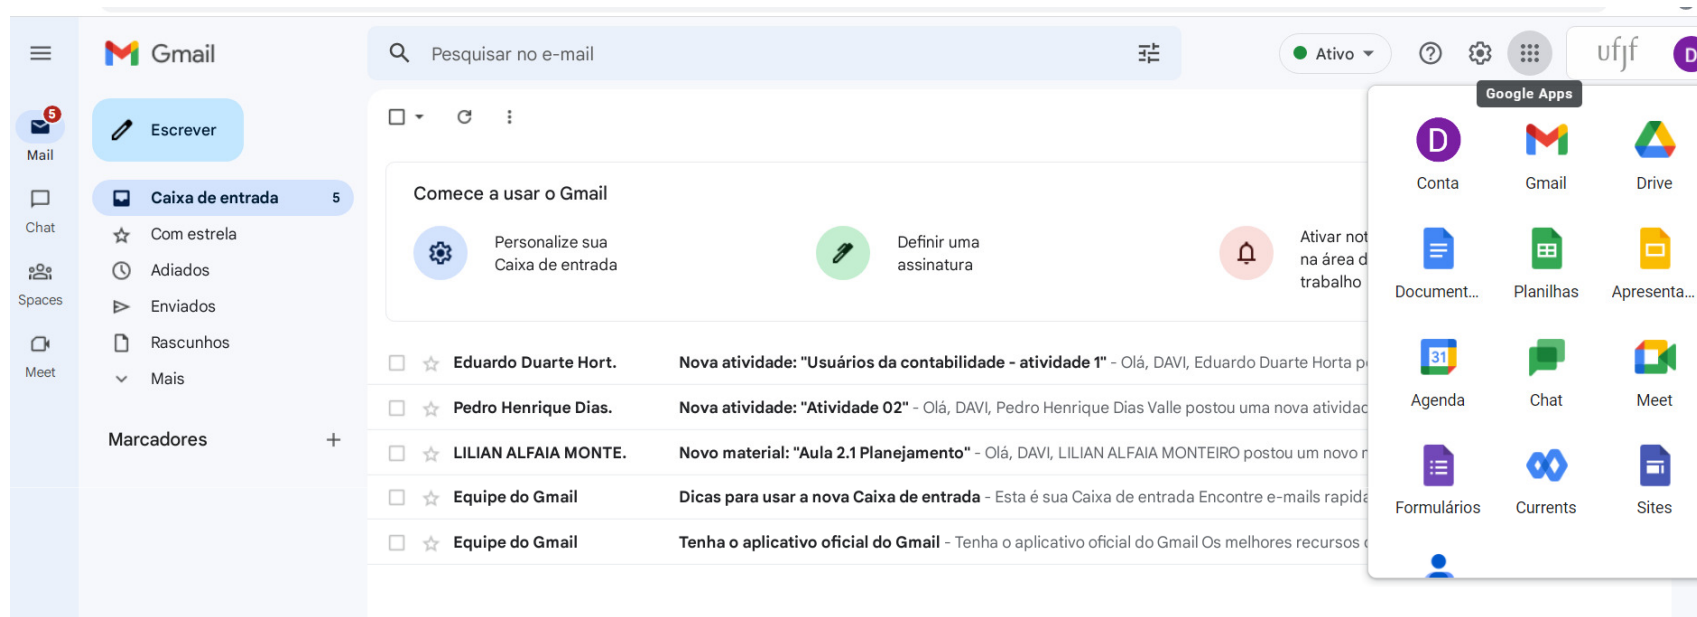 Gmail
Pesquisar no e-mail
Ativo
ufjf
D
Google Apps
5
Mail
Chat
Spaces
Meet
Escrever
Caixa de entrada 5
Com estrela
Adiados
Enviados
Rascunhos
Mais
Marcadores
Comece a usar o Gmail
Personalize sua
Caixa de entrada
Definir uma
assinatura
Ativar not
na área d
trabalho
Eduardo Duarte Hort. Nova atividade: "Usuários da contabilidade - atividade 1" - Olá, DAVI, Eduardo Duarte Horta p
Pedro Henrique Dias. Nova atividade: "Atividade 02" - Olá, DAVI, Pedro Henrique Dias Valle postou uma nova atividad
LILIAN ALFAIA MONTE. Novo material: "Aula 2.1 Planejamento" - Olá, DAVI, LILIAN ALFAIA MONTEIRO postou um novo
Equipe do Gmail Dicas para usar a nova Caixa de entrada - Esta é sua Caixa de entrada Encontre e-mails rapida
Equipe do Gmail Tenha o aplicativo oficial do Gmail - Tenha o aplicativo oficial do Gmail Os melhores recursos
D
Conta Gmail Drive
Document... Planilhas Apresenta...
31
Agenda Chat Meet
Formulários Currents Sites